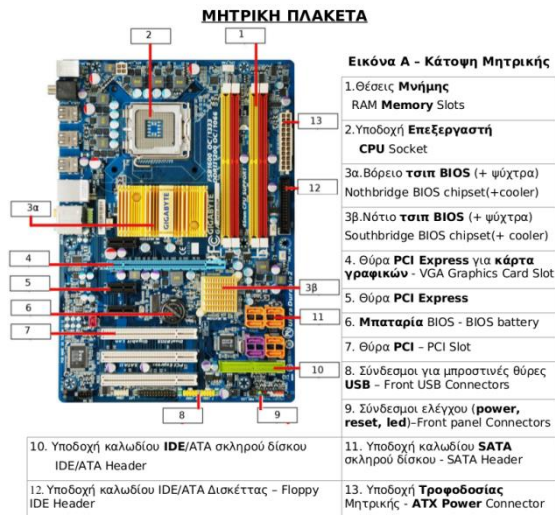 ΜΗΤΡΙΚΗ ΠΛΑΚΕΤΑ
2
1
13
12
3α
4
5
3β
6
11
7
10
8
9
GIGABYTE
Εικόνα Α – Κάτοψη Μητρικής
1.Θέσεις Μνήμης
RAM Memory Slots
2.Υποδοχή Επεξεργαστή
CPU Socket
3α.Βόρειο τσιπ BIOS (+ ψύχτρα)
Nothbridge BIOS chipset(+cooler)
3β.Νότιο τσιπ BIOS (+ ψύχτρα)
Southbridge BIOS chipset(+ cooler)
4. Θύρα PCI Express για κάρτα
γραφικών - VGA Graphics Card Slot
5. Θύρα PCI Express
6. Μπαταρία BIOS - BIOS battery
7. Θύρα PCI – PCI Slot
8. Σύνδεσμοι για μπροστινές θύρες
USB – Front USB Connectors
9. Σύνδεσμοι ελέγχου (power,
reset, led)–Front panel Connectors
10. Υποδοχή καλωδίου IDE/ATA σκληρού δίσκου
IDE/ATA Header
11. Υποδοχή καλωδίου SATA
σκληρού δίσκου - SATA Header
12. Υποδοχή καλωδίου IDE/ATA Δισκέττας – Floppy
IDE Header
13. Υποδοχή Τροφοδοσίας
Μητρικής - ATX Power Connector